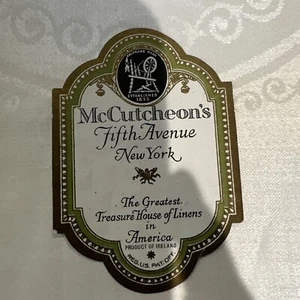 ESTABLISHED
1855
McCutcheon's
Fifth Avenue
New York
The Greatest
Treasure House of Linens
in
America
PRODUCT OF IRELAND
REG. U.S. PAT. OFF.